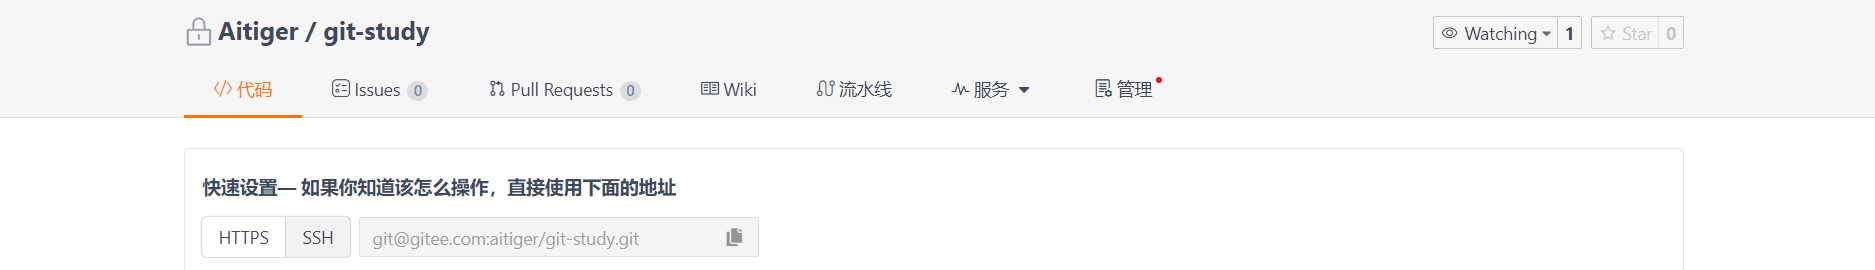 Aitiger / git-study
Watching 1 Star 0
代码 Issues 0 Pull Requests 0 Wiki 流水线 服务 管理
快速设置— 如果你知道该怎么操作，直接使用下面的地址
HTTPS SSH git@gitee.com:aitiger/git-study.git